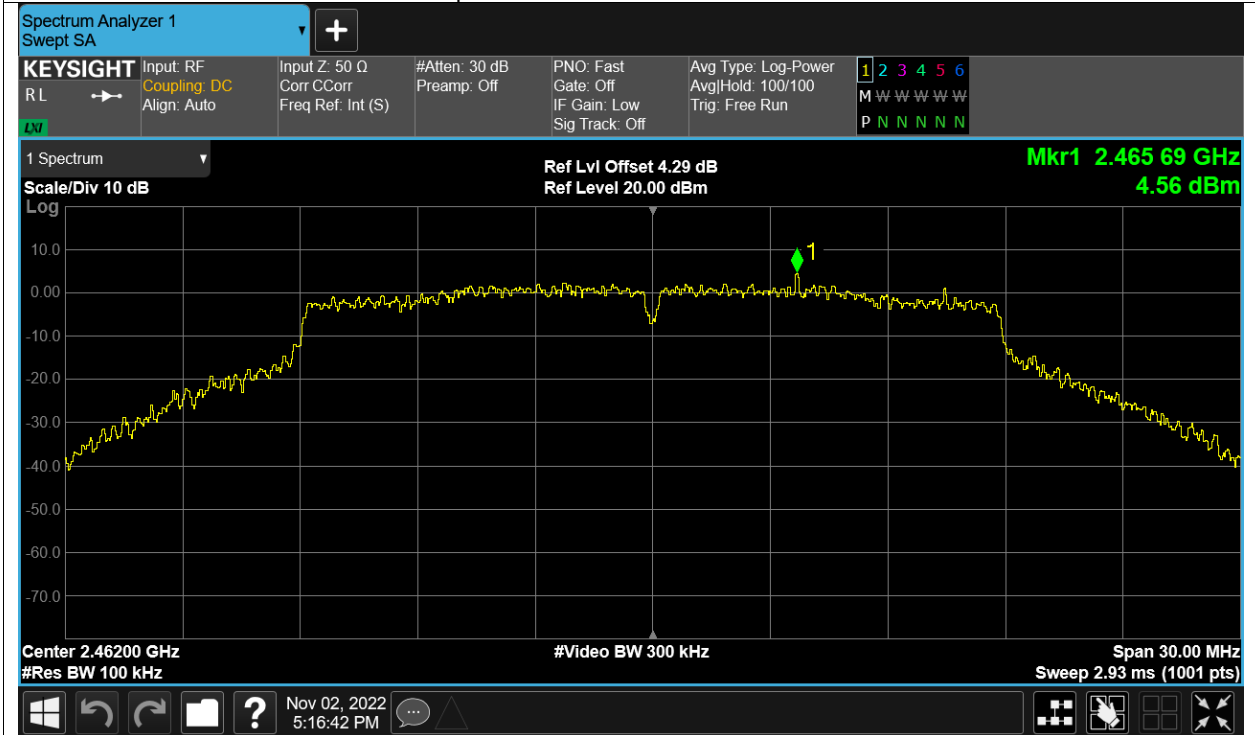 Spectrum Analyzer 1
Swept SA
KEYSIGHT
R L
LXI
Input: RF
Coupling: DC
Align: Auto
Input Z: 50 Ω
Corr CCorr
Freq Ref: Int (S)
#Atten: 30 dB
Preamp: Off
PNO: Fast
Gate: Off
IF Gain: Low
Sig Track: Off
Avg Type: Log-Power
Avg|Hold: 100/100
Trig: Free Run
1 2 3 4 5 6
M W W W W W W
P N N N N N N
1 Spectrum
Scale/Div 10 dB
Ref Lvl Offset 4.29 dB
Ref Level 20.00 dBm
Mkr1 2.465 69 GHz
4.56 dBm
Log
10.0
0.00
-10.0
-20.0
-30.0
-40.0
-50.0
-60.0
-70.0
1
Center 2.46200 GHz
#Res BW 100 kHz
#Video BW 300 kHz
Span 30.00 MHz
Sweep 2.93 ms (1001 pts)
?
Nov 02, 2022
5:16:42 PM